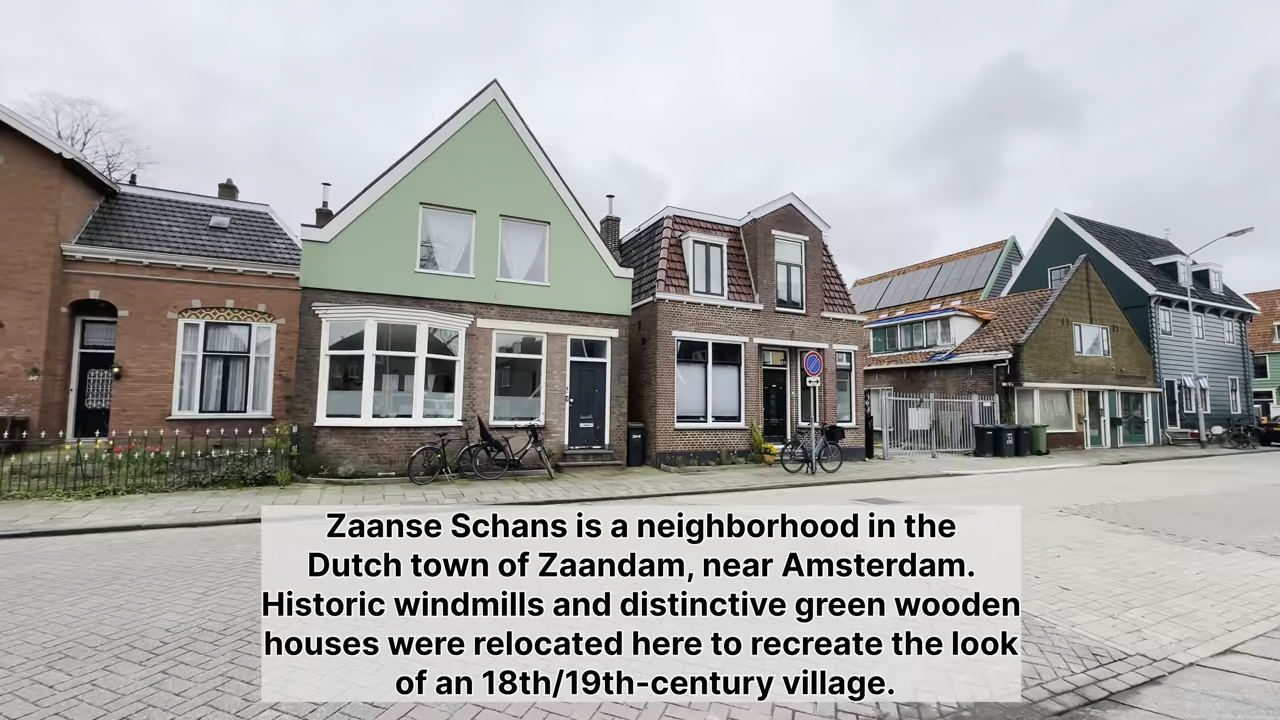 Zaanse Schans is a neighborhood in the
Dutch town of Zaandam, near Amsterdam.
Historic windmills and distinctive green wooden
houses were relocated here to recreate the look
of an 18th/19th-century village.